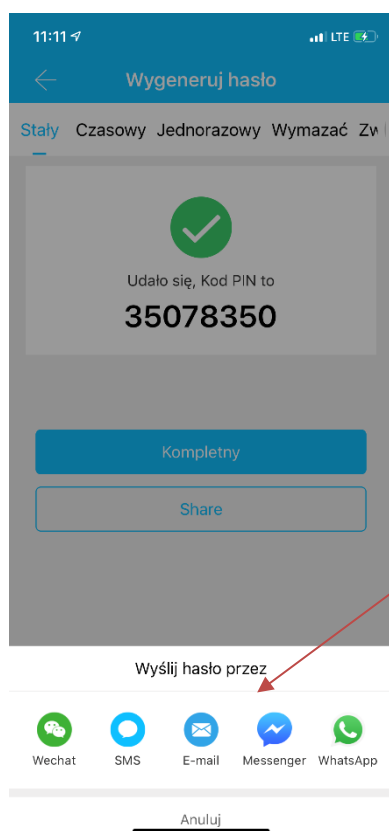 11:11 LTE
Wygeneruj hasło
Stały Czasowy Jednorazowy Wymazać Zw
Udało się, Kod PIN to
35078350
Kompletny
Share
Wyślij hasło przez
Wechat SMS E-mail Messenger WhatsApp
Anuluj